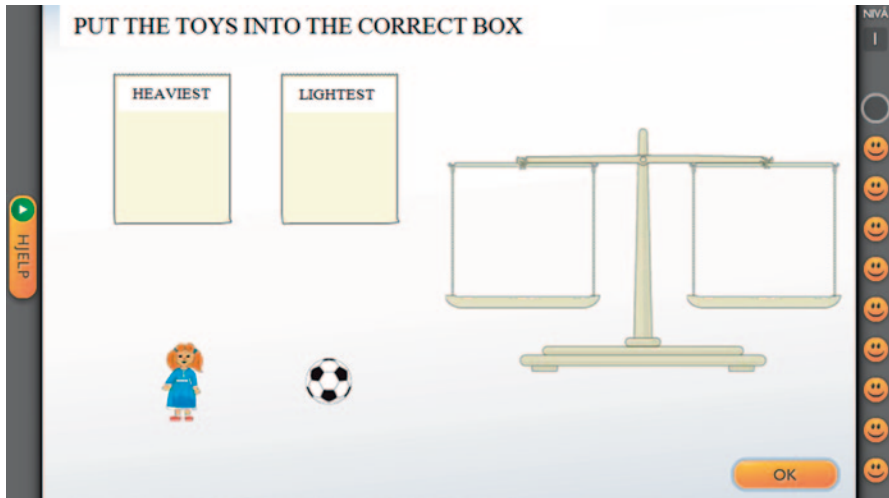 PUT THE TOYS INTO THE CORRECT BOX
NIVÅ
1
HEAVIEST
LIGHTEST
HJELP
OK